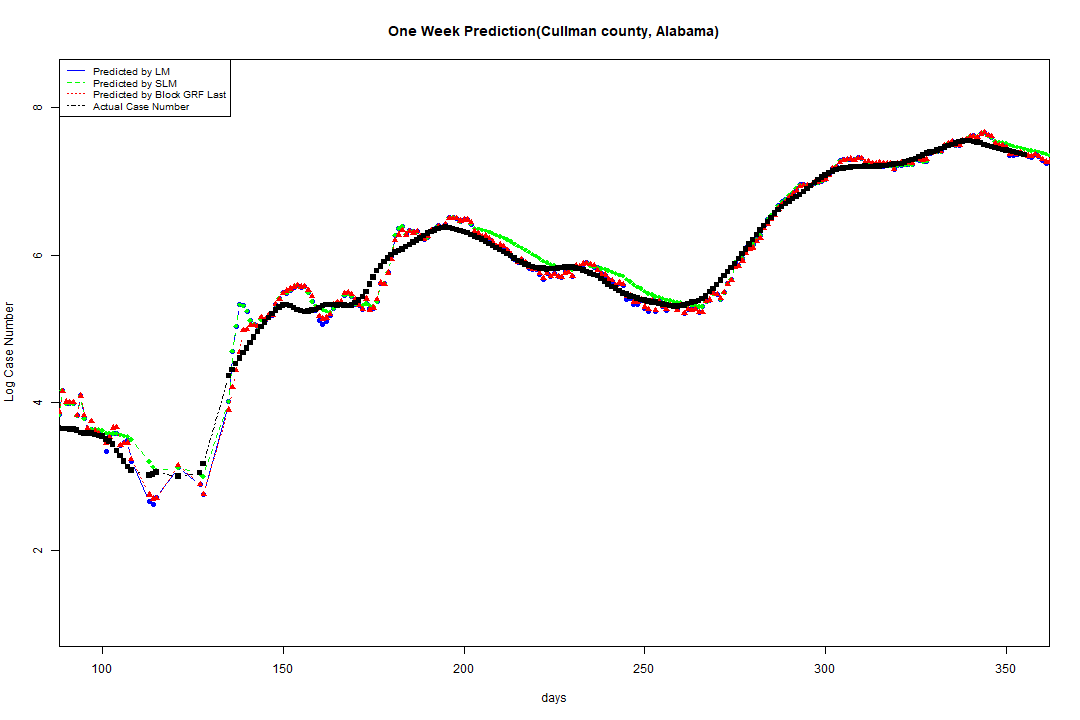 One Week Prediction(Cullman county, Alabama)
Predicted by LM
Predicted by SLM
Predicted by Block GRF Last
Actual Case Number
8
6
4
2
Log Case Number
100 150 200 250 300 350
days